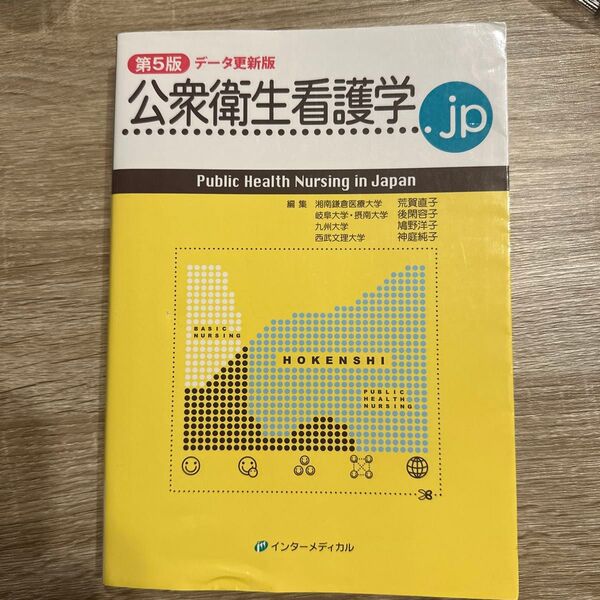 第5版 データ更新版
公衆衛生看護学.jp
Public Health Nursing in Japan
編集 湘南鎌倉医療大学 荒賀直子
岐阜大学・摂南大学 後閑容子
九州大学 鳩野洋子
西武文理大学 神庭純子
BASIC
NURSING
HOKENSHI
PUBLIC
HEALTH
NURSING
インターメディカル